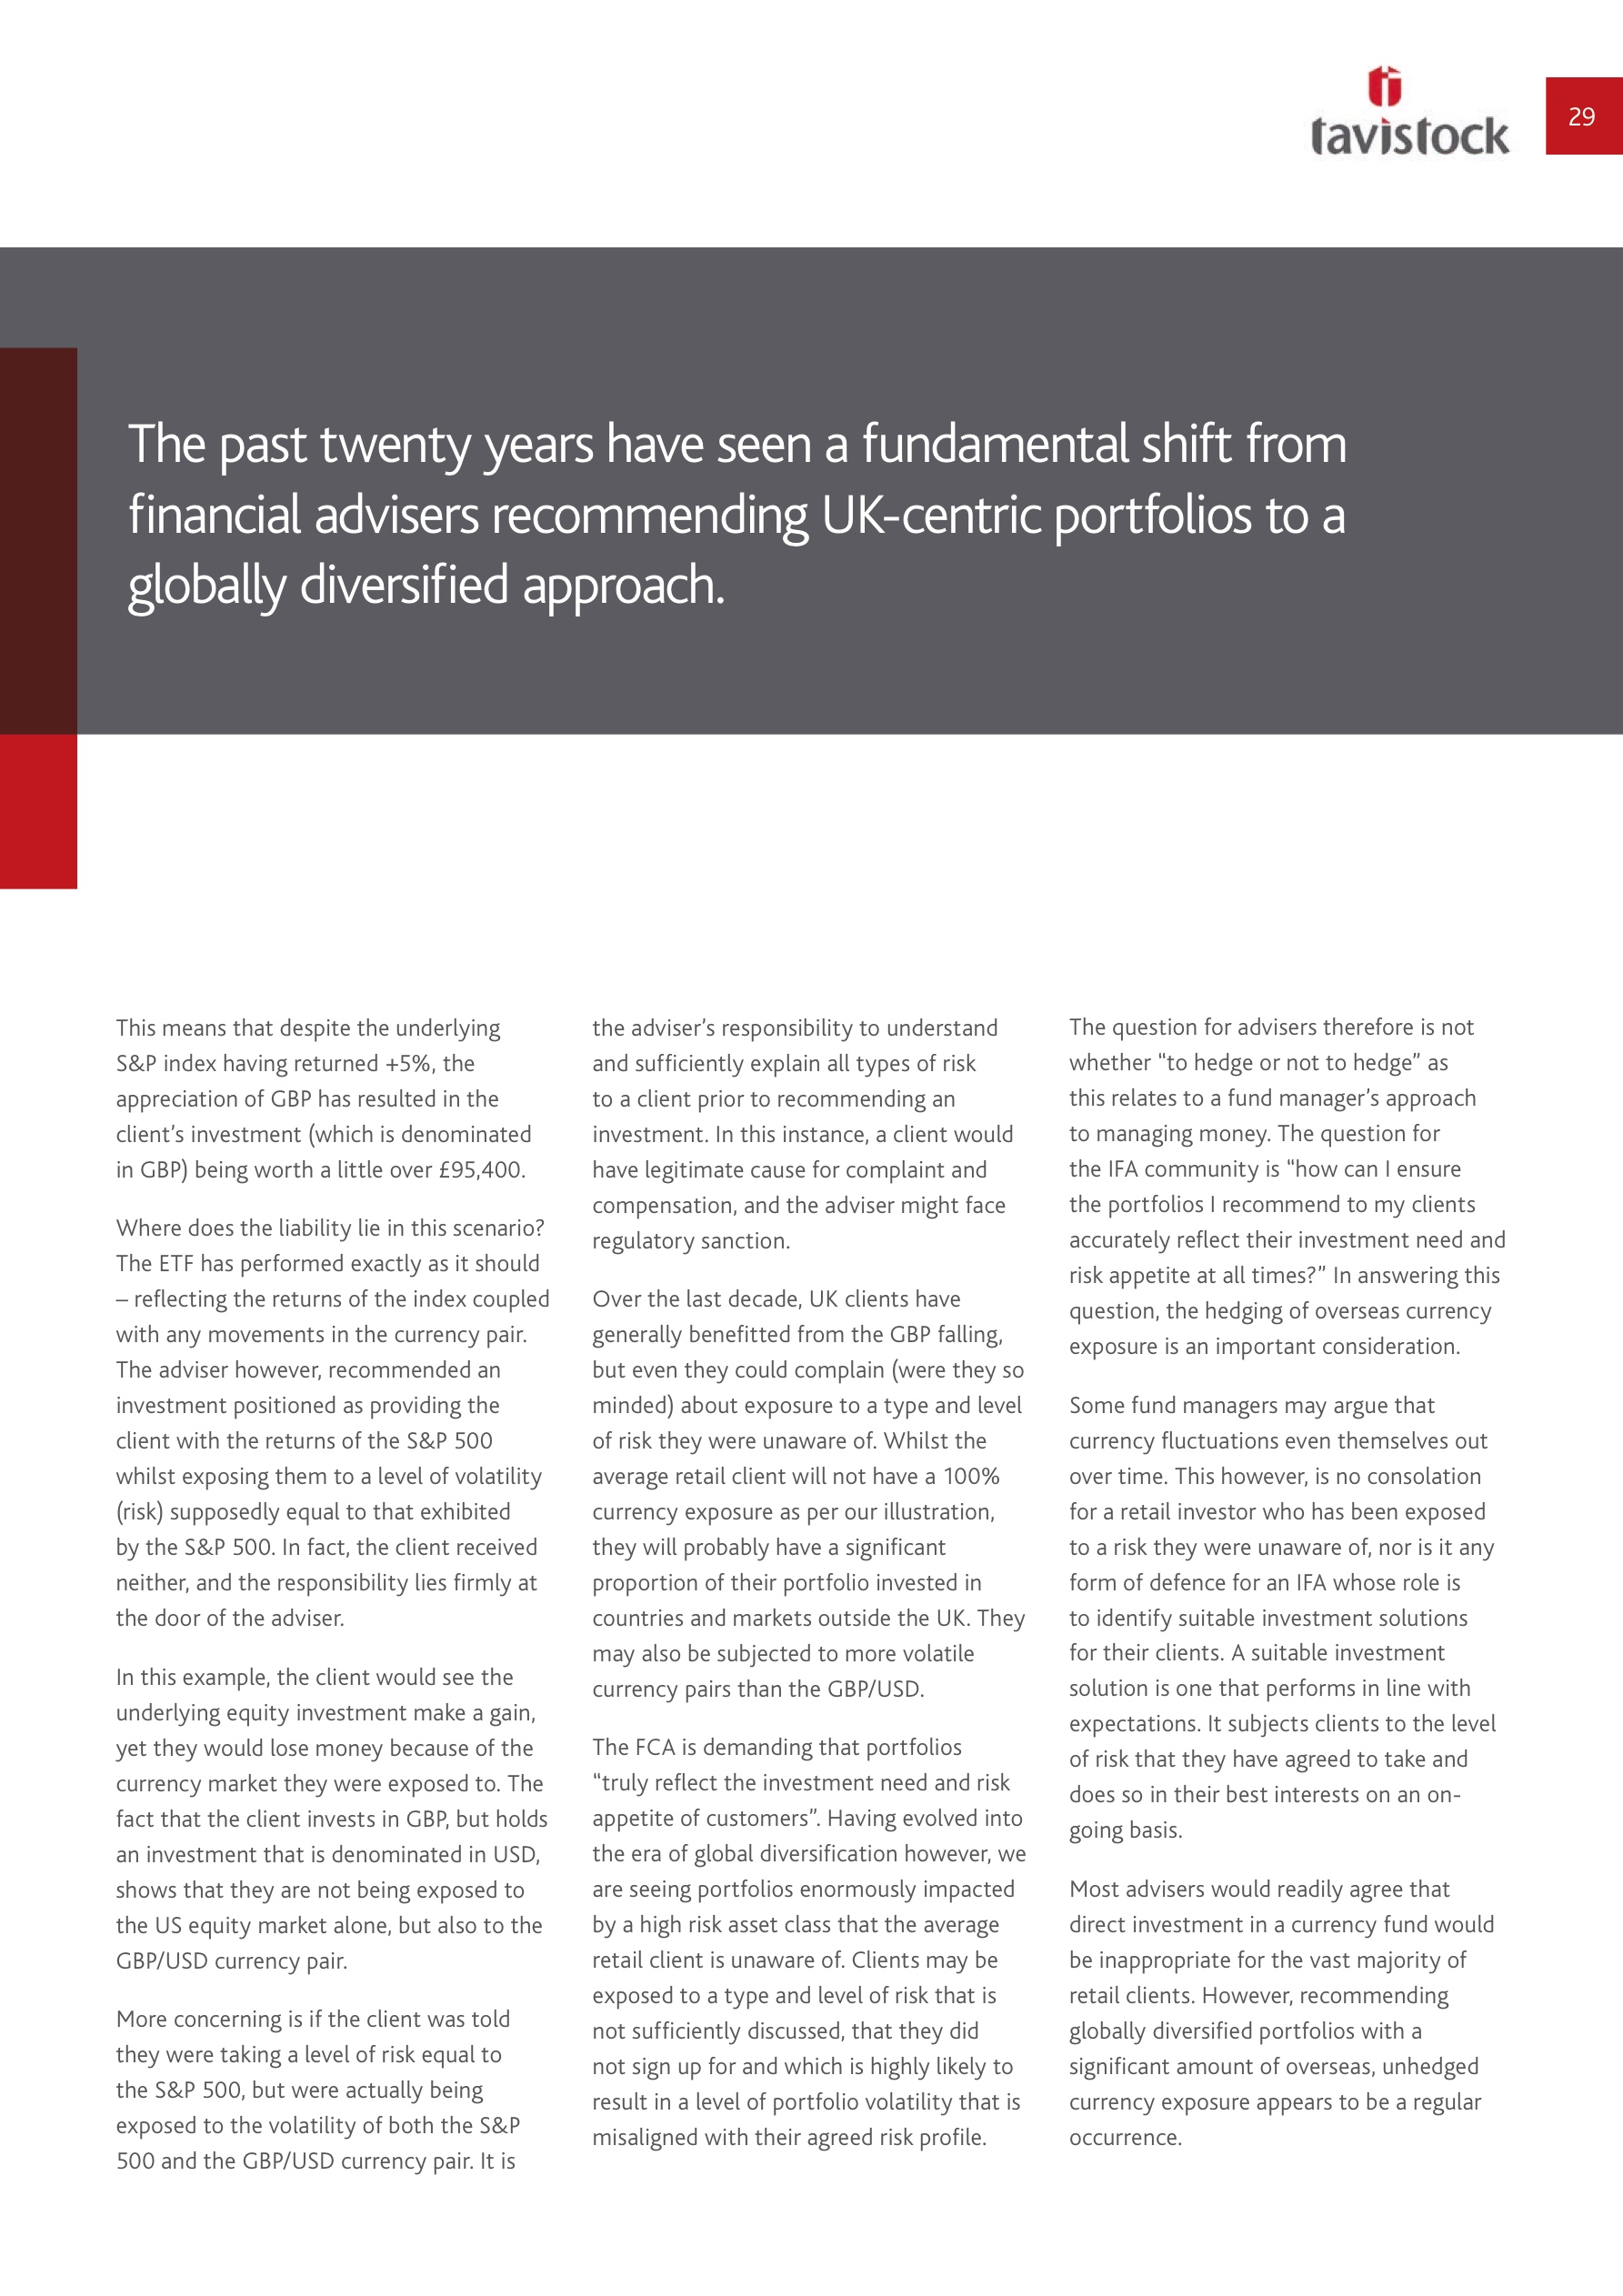 tavistock
29
The past twenty years have seen a fundamental shift from
financial advisers recommending UK-centric portfolios to a
globally diversified approach.
This means that despite the underlying
S&P index having returned +5%, the
appreciation of GBP has resulted in the
client’s investment (which is denominated
in GBP) being worth a little over £95,400.
Where does the liability lie in this scenario?
The ETF has performed exactly as it should
– reflecting the returns of the index coupled
with any movements in the currency pair.
The adviser however, recommended an
investment positioned as providing the
client with the returns of the S&P 500
whilst exposing them to a level of volatility
(risk) supposedly equal to that exhibited
by the S&P 500. In fact, the client received
neither, and the responsibility lies firmly at
the door of the adviser.
In this example, the client would see the
underlying equity investment make a gain,
yet they would lose money because of the
currency market they were exposed to. The
fact that the client invests in GBP, but holds
an investment that is denominated in USD,
shows that they are not being exposed to
the US equity market alone, but also to the
GBP/USD currency pair.
More concerning is if the client was told
they were taking a level of risk equal to
the S&P 500, but were actually being
exposed to the volatility of both the S&P
500 and the GBP/USD currency pair. It is
the adviser’s responsibility to understand
and sufficiently explain all types of risk
to a client prior to recommending an
investment. In this instance, a client would
have legitimate cause for complaint and
compensation, and the adviser might face
regulatory sanction.
Over the last decade, UK clients have
generally benefitted from the GBP falling,
but even they could complain (were they so
minded) about exposure to a type and level
of risk they were unaware of. Whilst the
average retail client will not have a 100%
currency exposure as per our illustration,
they will probably have a significant
proportion of their portfolio invested in
countries and markets outside the UK. They
may also be subjected to more volatile
currency pairs than the GBP/USD.
The FCA is demanding that portfolios
“truly reflect the investment need and risk
appetite of customers”. Having evolved into
the era of global diversification however, we
are seeing portfolios enormously impacted
by a high risk asset class that the average
retail client is unaware of. Clients may be
exposed to a type and level of risk that is
not sufficiently discussed, that they did
not sign up for and which is highly likely to
result in a level of portfolio volatility that is
misaligned with their agreed risk profile.
The question for advisers therefore is not
whether “to hedge or not to hedge” as
this relates to a fund manager’s approach
to managing money. The question for
the IFA community is “how can I ensure
the portfolios I recommend to my clients
accurately reflect their investment need and
risk appetite at all times?” In answering this
question, the hedging of overseas currency
exposure is an important consideration.
Some fund managers may argue that
currency fluctuations even themselves out
over time. This however, is no consolation
for a retail investor who has been exposed
to a risk they were unaware of, nor is it any
form of defence for an IFA whose role is
to identify suitable investment solutions
for their clients. A suitable investment
solution is one that performs in line with
expectations. It subjects clients to the level
of risk that they have agreed to take and
does so in their best interests on an on-
going basis.
Most advisers would readily agree that
direct investment in a currency fund would
be inappropriate for the vast majority of
retail clients. However, recommending
globally diversified portfolios with a
significant amount of overseas, unhedged
currency exposure appears to be a regular
occurrence.